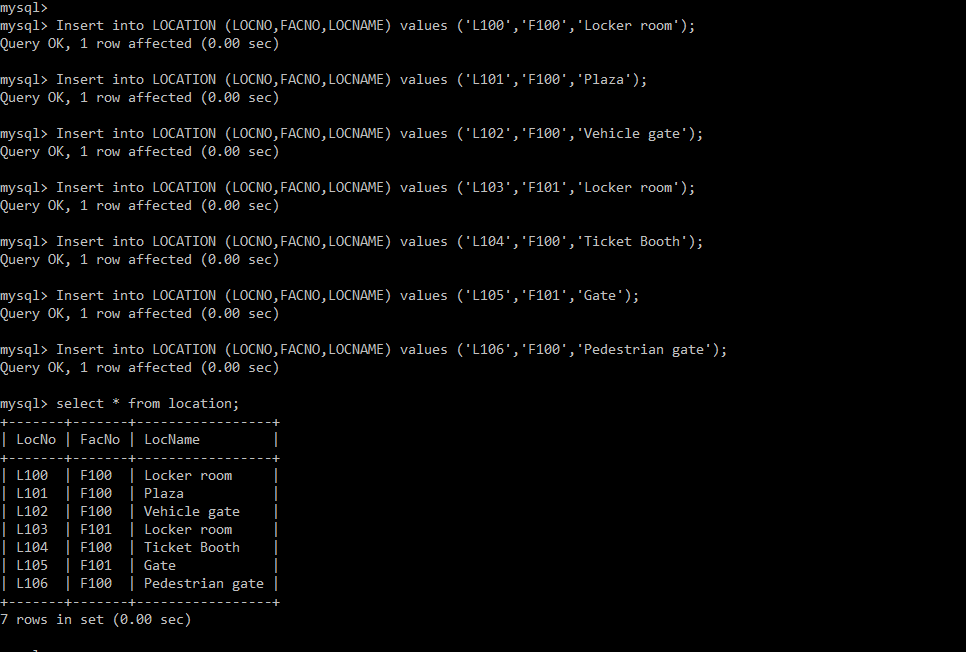 mysql>
mysql> Insert into LOCATION (LOCNO,FACNO,LOCNAME) values ('L100','F100','Locker room');
Query OK, 1 row affected (0.00 sec)
mysql> Insert into LOCATION (LOCNO,FACNO,LOCNAME) values ('L101','F100','Plaza');
Query OK, 1 row affected (0.00 sec)
mysql> Insert into LOCATION (LOCNO,FACNO,LOCNAME) values ('L102','F100','Vehicle gate');
Query OK, 1 row affected (0.00 sec)
mysql> Insert into LOCATION (LOCNO,FACNO,LOCNAME) values ('L103','F101','Locker room');
Query OK, 1 row affected (0.00 sec)
mysql> Insert into LOCATION (LOCNO,FACNO,LOCNAME) values ('L104','F100','Ticket Booth');
Query OK, 1 row affected (0.00 sec)
mysql> Insert into LOCATION (LOCNO,FACNO,LOCNAME) values ('L105','F101','Gate');
Query OK, 1 row affected (0.00 sec)
mysql> Insert into LOCATION (LOCNO,FACNO,LOCNAME) values ('L106','F100','Pedestrian gate');
Query OK, 1 row affected (0.00 sec)
mysql> select * from location;
+-------+-------+-----------------+
| LocNo | FacNo | LocName         |
+-------+-------+-----------------+
| L100  | F100  | Locker room     |
| L101  | F100  | Plaza           |
| L102  | F100  | Vehicle gate    |
| L103  | F101  | Locker room     |
| L104  | F100  | Ticket Booth    |
| L105  | F101  | Gate            |
| L106  | F100  | Pedestrian gate |
+-------+-------+-----------------+
7 rows in set (0.00 sec)